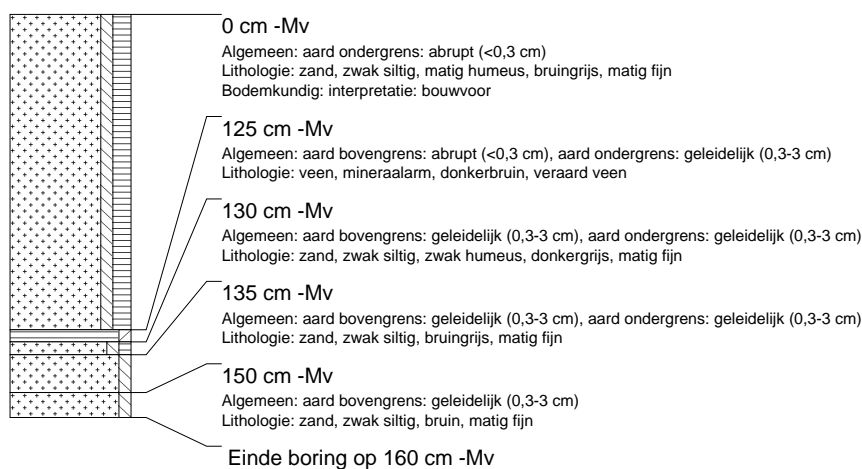 0 cm -Mv
Algemeen: aard ondergrens: abrupt (<0,3 cm)
Lithologie: zand, zwak siltig, matig humeus, bruingrijs, matig fijn
Bodemkundig: interpretatie: bouwvoor
125 cm -Mv
Algemeen: aard bovengrens: abrupt (<0,3 cm), aard ondergrens: geleidelijk (0,3-3 cm)
Lithologie: veen, mineraalarm, donkerbruin, veraard veen
130 cm -Mv
Algemeen: aard bovengrens: geleidelijk (0,3-3 cm), aard ondergrens: geleidelijk (0,3-3 cm)
Lithologie: zand, zwak siltig, zwak humeus, donkergrijs, matig fijn
135 cm -Mv
Algemeen: aard bovengrens: geleidelijk (0,3-3 cm), aard ondergrens: geleidelijk (0,3-3 cm)
Lithologie: zand, zwak siltig, bruingrijs, matig fijn
150 cm -Mv
Algemeen: aard bovengrens: geleidelijk (0,3-3 cm)
Lithologie: zand, zwak siltig, bruin, matig fijn
Einde boring op 160 cm -Mv